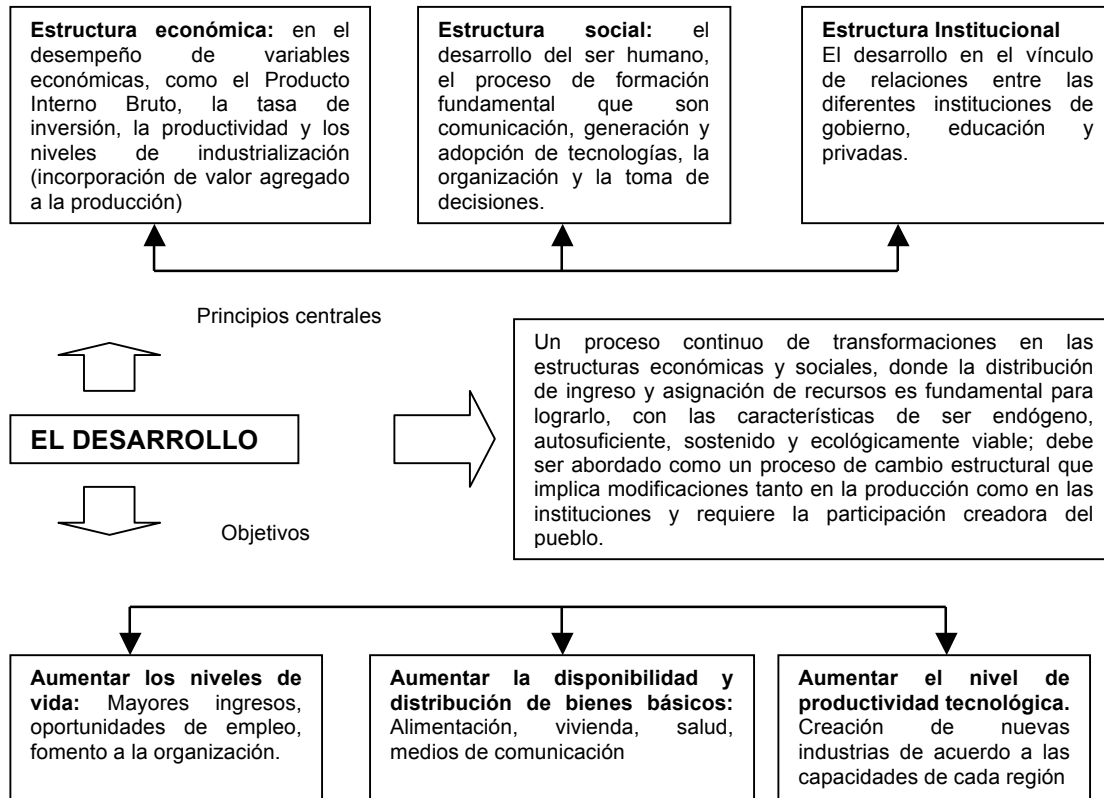 Estructura económica: en el
desempeño de variables
económicas, como el Producto
Interno Bruto, la tasa de
inversión, la productividad y los
niveles de industrialización
(incorporación de valor agregado
a la producción)
Estructura social: el
desarrollo del ser humano,
el proceso de formación
fundamental que son
comunicación, generación y
adopción de tecnologías, la
organización y la toma de
decisiones.
Estructura Institucional
El desarrollo en el vínculo
de relaciones entre las
diferentes instituciones de
gobierno, educación y
privadas.
Principios centrales
EL DESARROLLO
Un proceso continuo de transformaciones en las
estructuras económicas y sociales, donde la distribución
de ingreso y asignación de recursos es fundamental para
lograrlo, con las características de ser endógeno,
autosuficiente, sostenido y ecológicamente viable; debe
ser abordado como un proceso de cambio estructural que
implica modificaciones tanto en la producción como en las
instituciones y requiere la participación creadora del
pueblo.
Objetivos
Aumentar los niveles de
vida: Mayores ingresos,
oportunidades de empleo,
fomento a la organización.
Aumentar la disponibilidad y
distribución de bienes básicos:
Alimentación, vivienda, salud,
medios de comunicación
Aumentar el nivel de
productividad tecnológica.
Creación de nuevas
industrias de acuerdo a las
capacidades de cada región